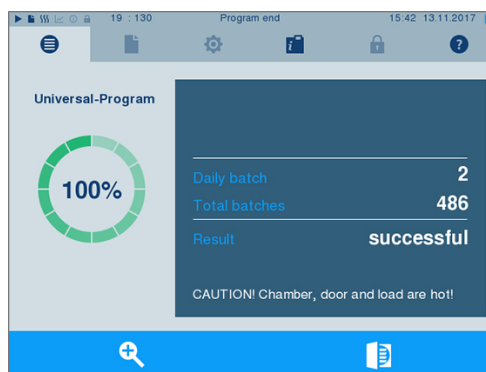 19 : 130 Program end 15:42 13.11.2017
i ?
Universal-Program
100%
Daily batch 2
Total batches 486
Result successful
CAUTION! Chamber, door and load are hot!